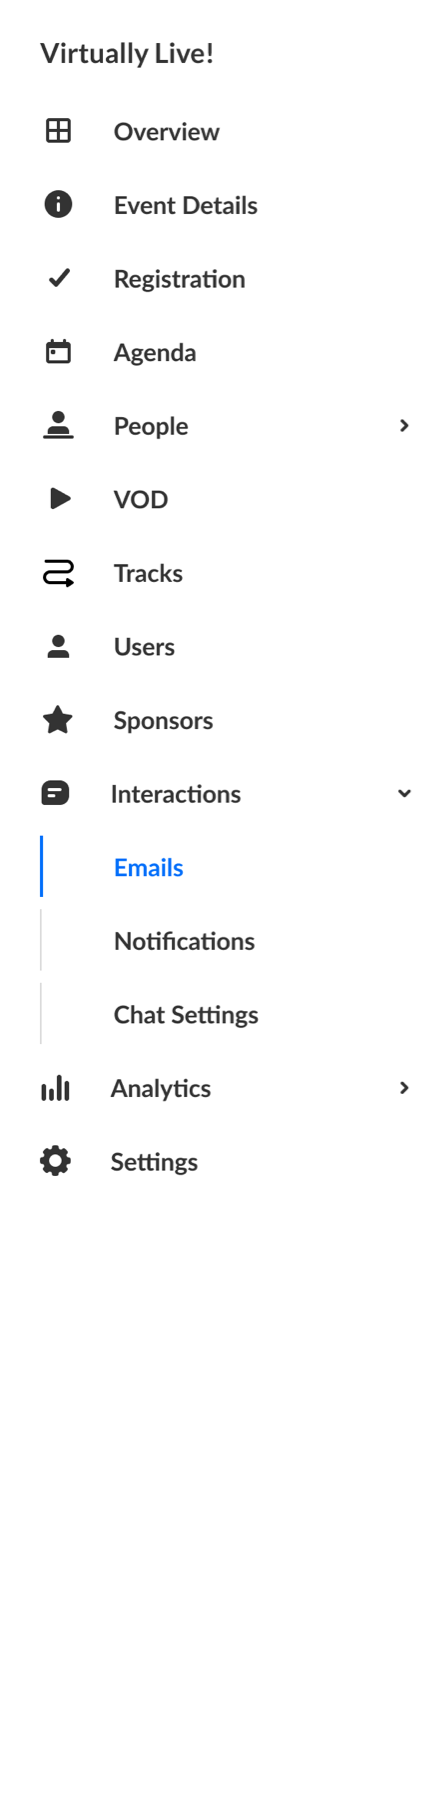 Virtually Live!
Overview
Event Details
Registration
Agenda
People
VOD
Tracks
Users
Sponsors
Interactions
Emails
Notifications
Chat Settings
Analytics
Settings